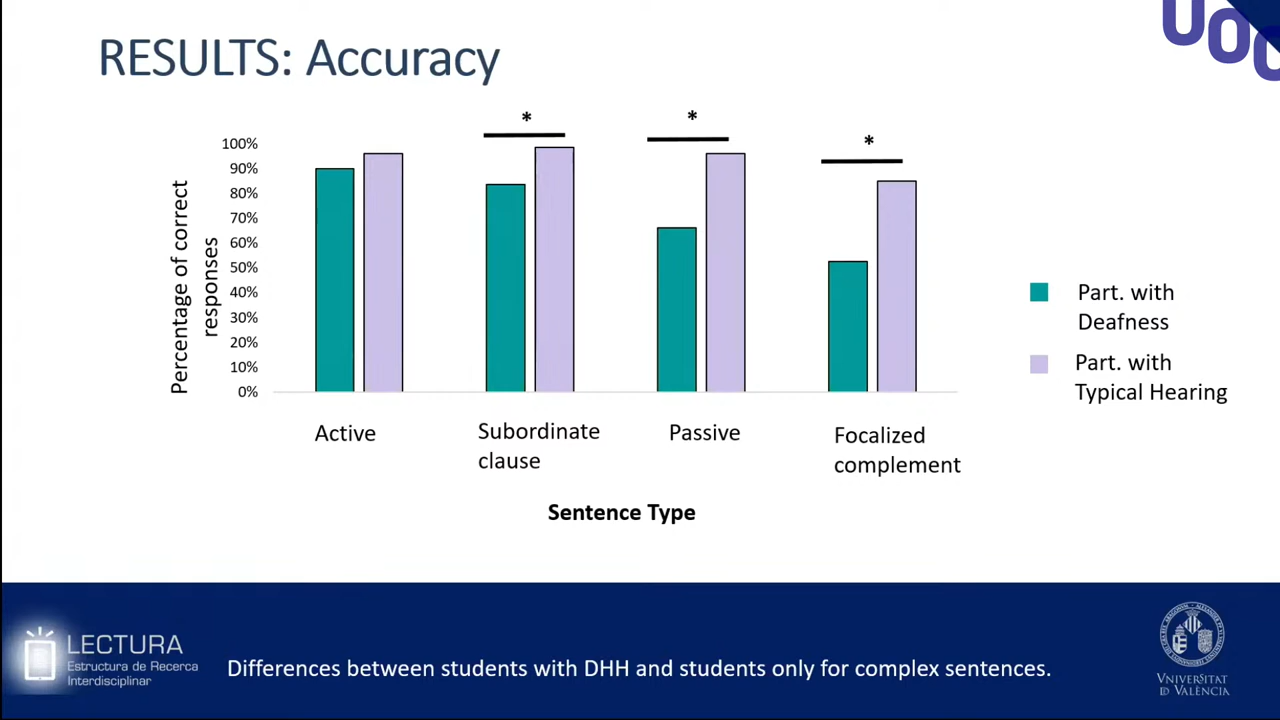 RESULTS: Accuracy
UOC
*
*
*
100%
90%
80%
70%
60%
50%
40%
30%
20%
10%
0%
Percentage of correct
responses
Active
Subordinate
clause
Passive
Focalized
complement
Sentence Type
Part. with
Deafness
Part. with
Typical Hearing
LECTURA
Estructura de Recerca
Interdisciplinar
Differences between students with DHH and students only for complex sentences.
VNIVERSITAT
ID VALÈNCIA